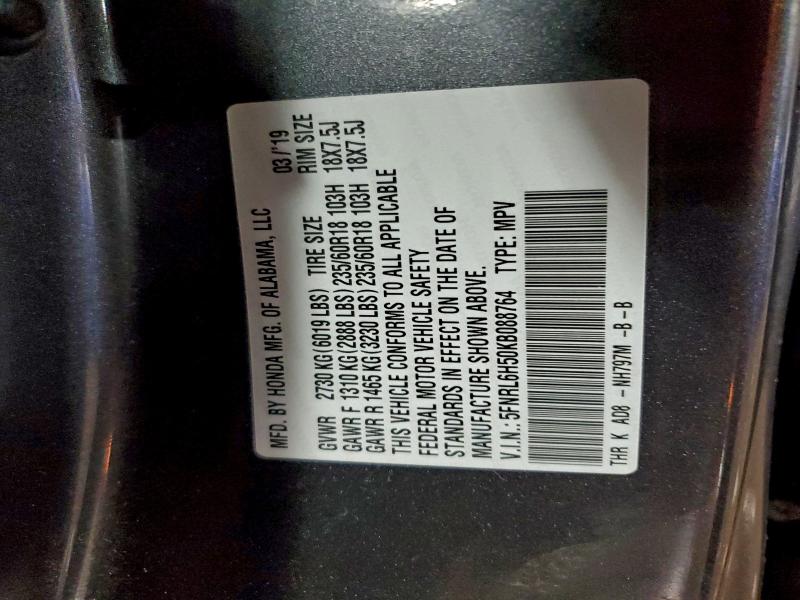 MFD. BY HONDA MFG. OF ALABAMA, LLC 03/'19
GVWR 2730 KG (6019 LBS) TIRE SIZE RIM SIZE
GAWR F 1310 KG (2888 LBS) 235/60R18 103H 18X7.5J
GAWR R 1465 KG (3230 LBS) 235/60R18 103H 18X7.5J
THIS VEHICLE CONFORMS TO ALL APPLICABLE
FEDERAL MOTOR VEHICLE SAFETY
STANDARDS IN EFFECT ON THE DATE OF
MANUFACTURE SHOWN ABOVE.
V.I.N.: 5FNRL6H50KB088764 TYPE: MPV
THR K AD8 -NH797M -B -B